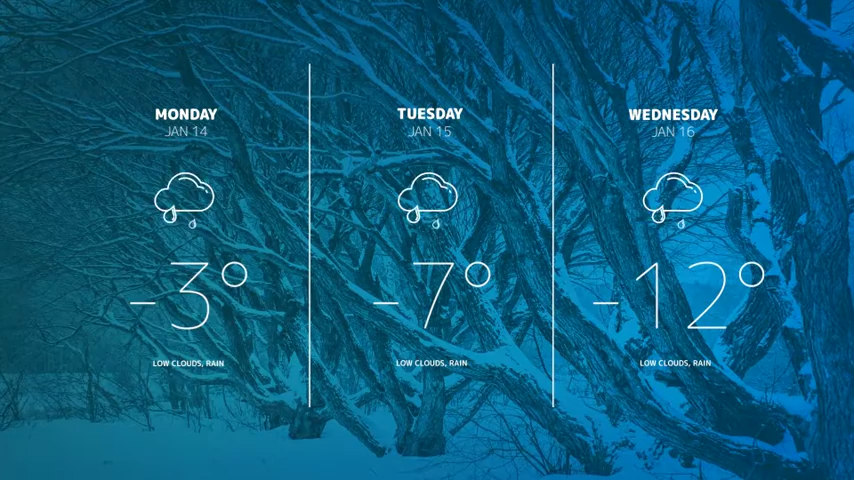 MONDAY
JAN 14
-3°
LOW CLOUDS, RAIN
TUESDAY
JAN 15
-7°
LOW CLOUDS, RAIN
WEDNESDAY
JAN 16
-12°
LOW CLOUDS, RAIN